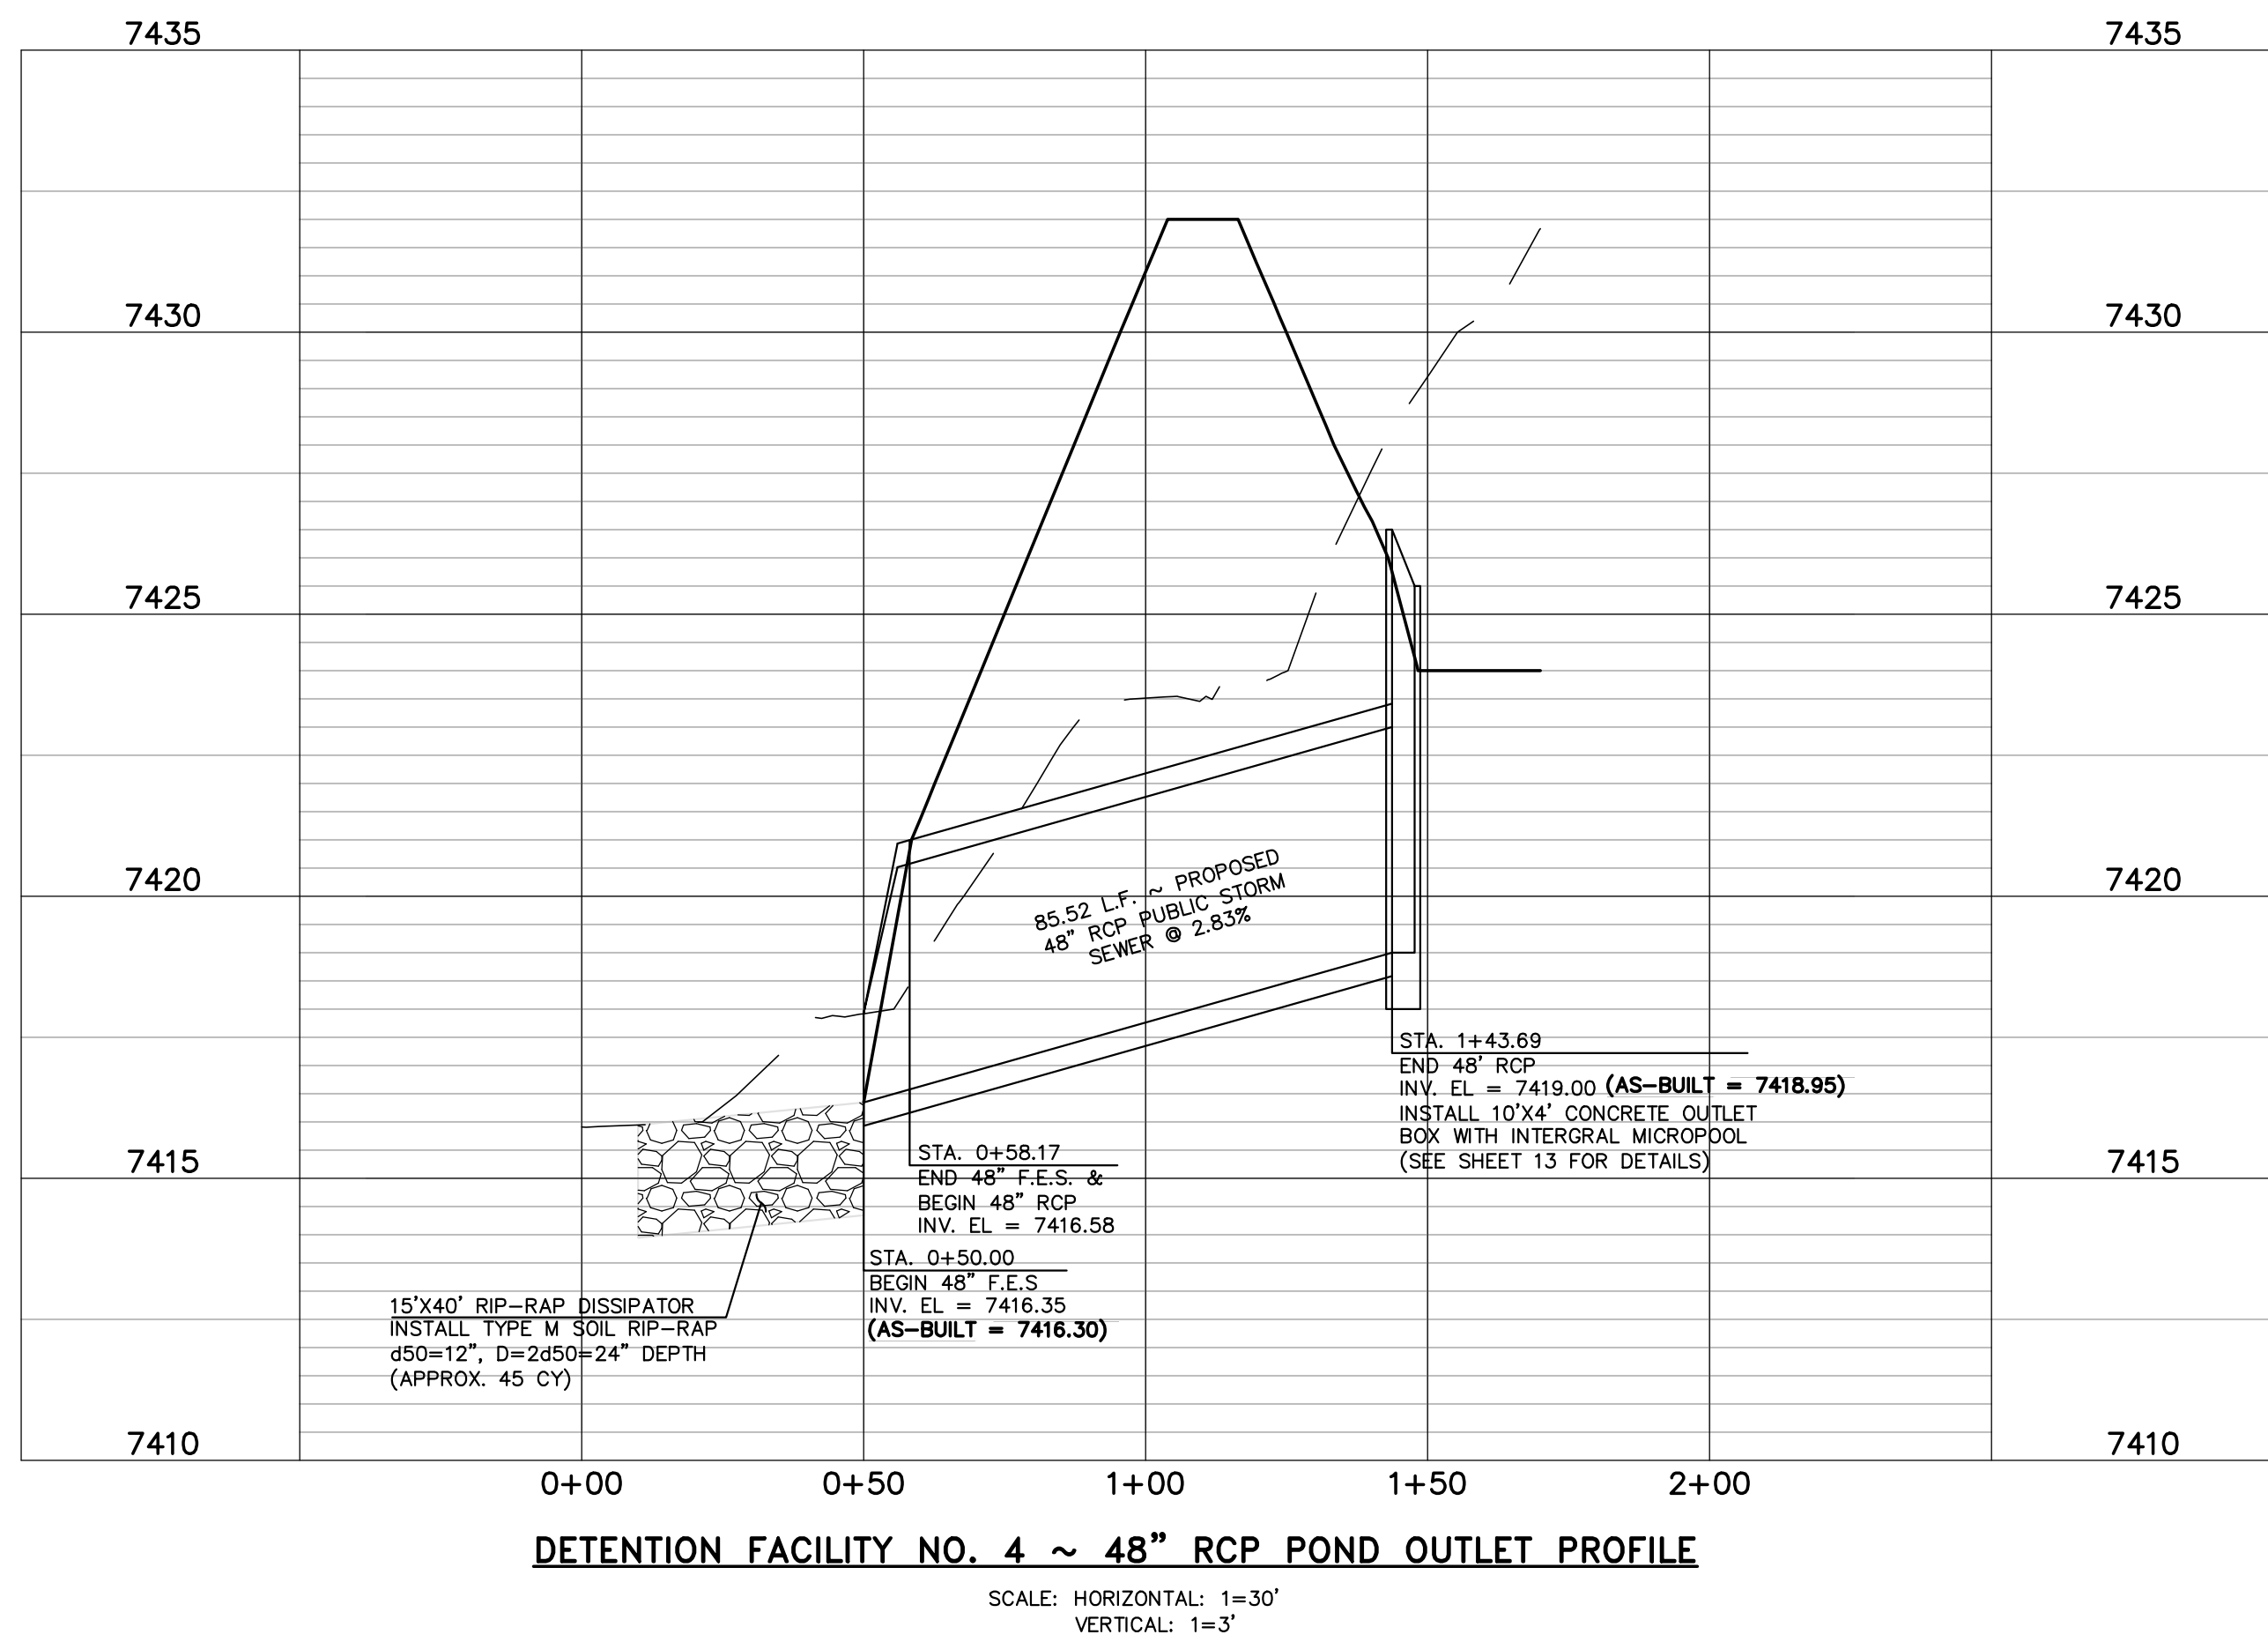 7435 7435
7430 7430
7425 7425
7420 7420
85.52 L.F. ~ PROPOSED
48" RCP PUBLIC STORM
SEWER @ 2.83%
STA. 1+43.69
END 48' RCP
INV. EL = 7419.00 (AS-BUILT = 7418.95)
INSTALL 10'X4' CONCRETE OUTLET
BOX WITH INTERGRAL MICROPOOL
(SEE SHEET 13 FOR DETAILS)
7415 7415
STA. 0+58.17
END 48" F.E.S. &
BEGIN 48" RCP
INV. EL = 7416.58
STA. 0+50.00
BEGIN 48" F.E.S
INV. EL = 7416.35
(AS-BUILT = 7416.30)
15'X40' RIP-RAP DISSIPATOR
INSTALL TYPE M SOIL RIP-RAP
d50=12", D=2d50=24" DEPTH
(APPROX. 45 CY)
7410 7410
0+00 0+50 1+00 1+50 2+00
DETENTION FACILITY NO. 4 ~ 48" RCP POND OUTLET PROFILE
SCALE: HORIZONTAL: 1=30'
VERTICAL: 1=3'